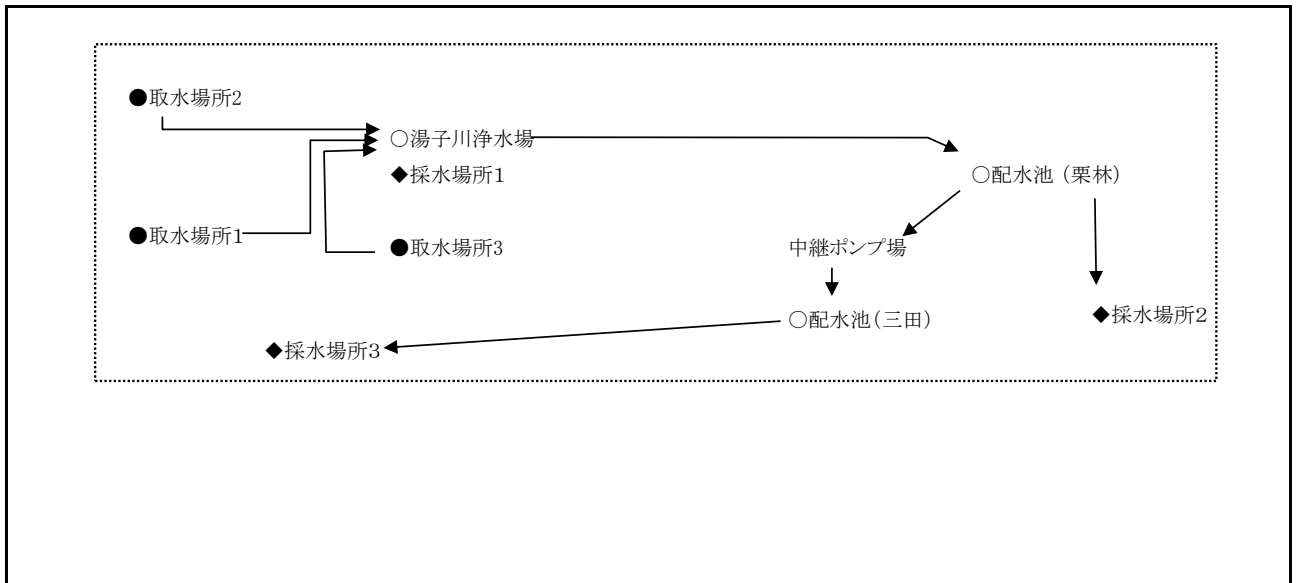 ●取水場所2
○湯子川浄水場
◆採水場所1
○配水池（栗林）
●取水場所1
●取水場所3
中継ポンプ場
○配水池（三田）
◆採水場所2
◆採水場所3